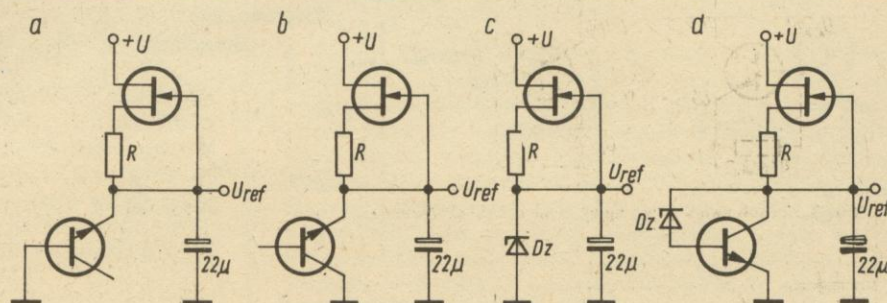 a
+U
R
Uref
22μ
b
+U
R
Uref
22μ
c
+U
R
Uref
Dz
22μ
d
+U
R
Uref
Dz
22μ